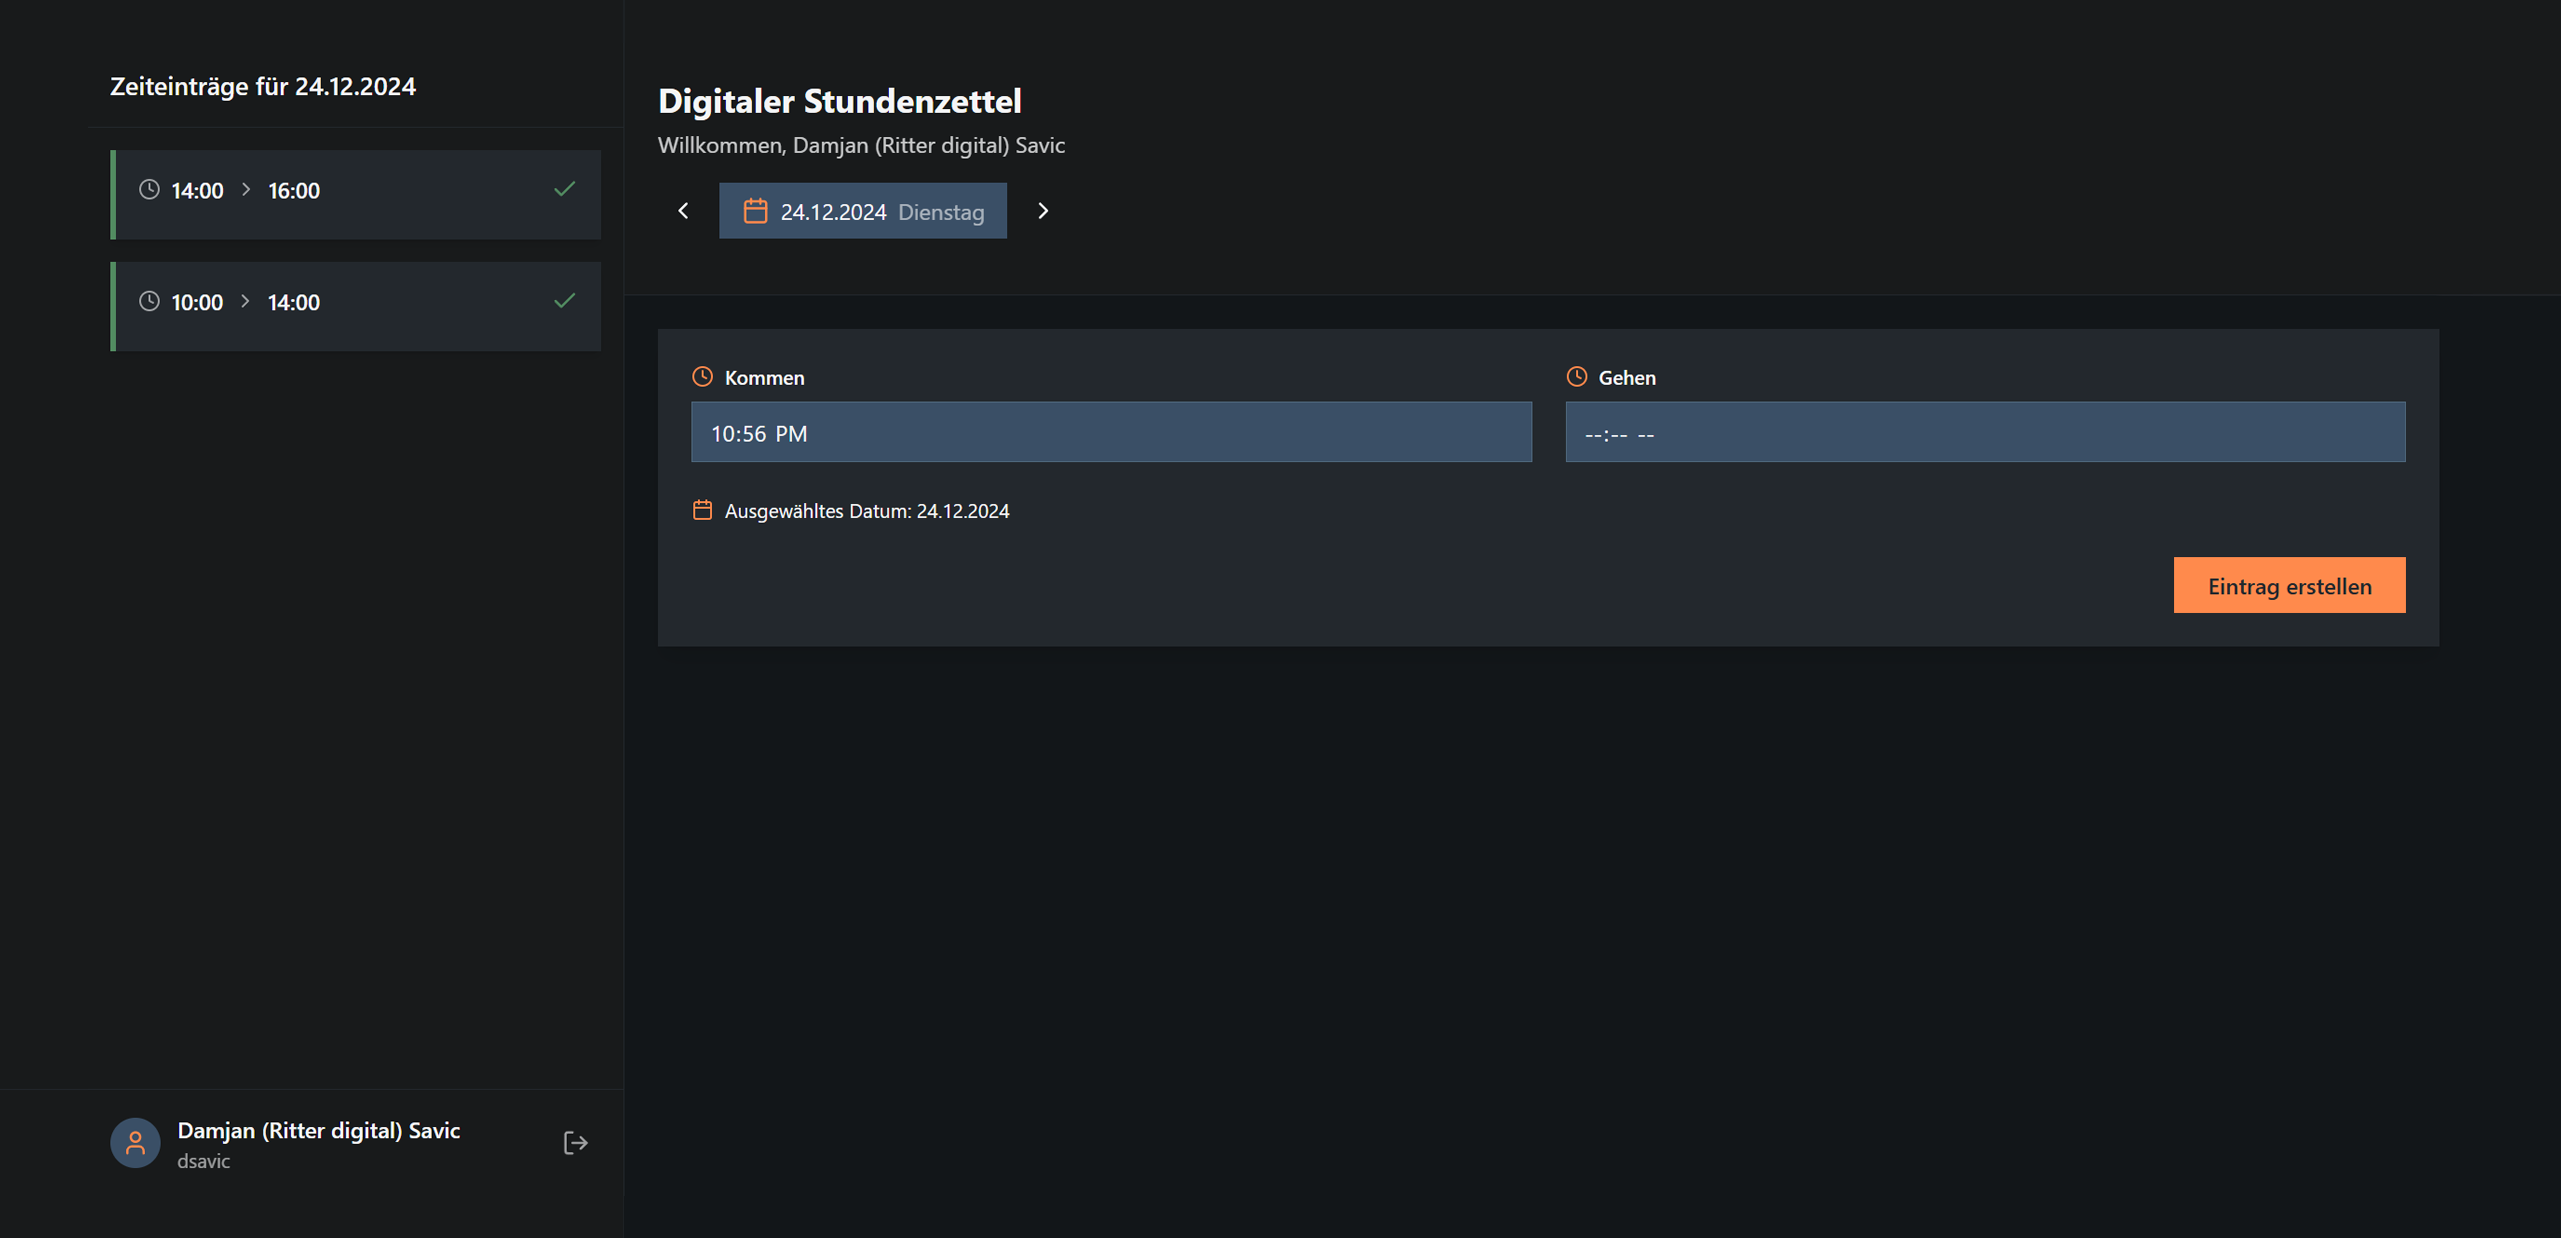 Zeiteinträge für 24.12.2024
14:00 > 16:00
10:00 > 14:00
Damjan (Ritter digital) Savic
dsavic
Digitaler Stundenzettel
Willkommen, Damjan (Ritter digital) Savic
24.12.2024 Dienstag
Kommen
10:56 PM
Gehen
--:-- --
Ausgewähltes Datum: 24.12.2024
Eintrag erstellen